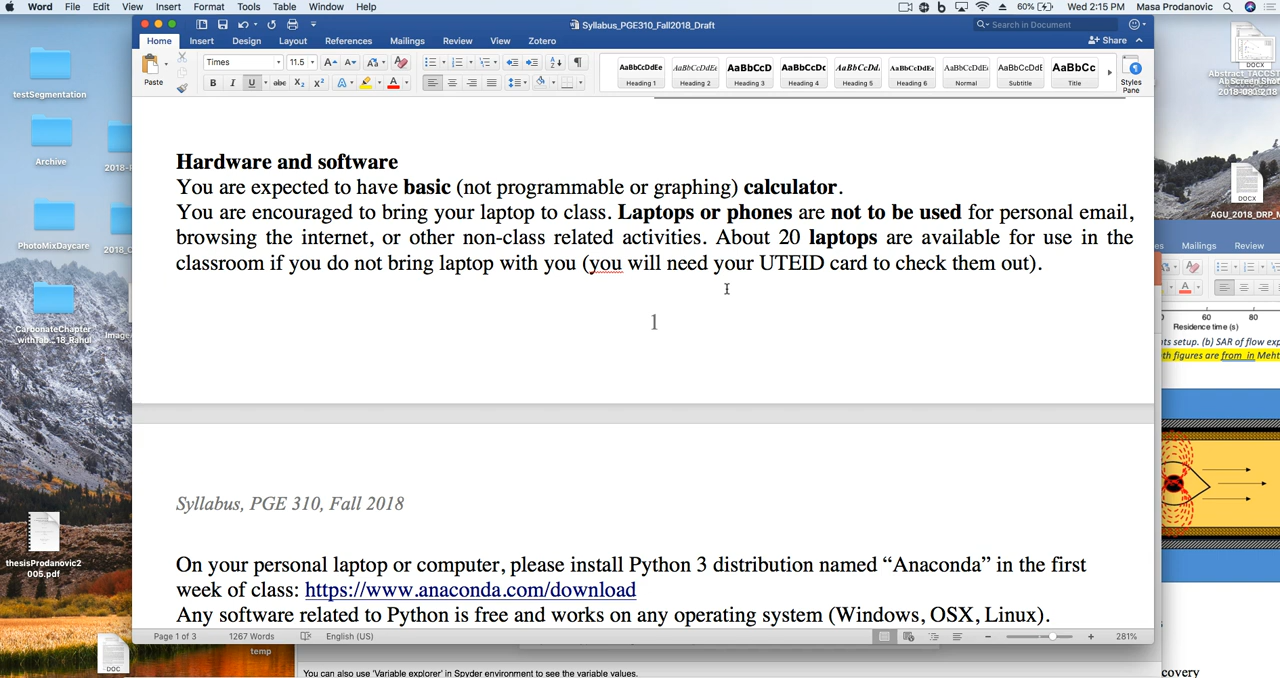 Word File Edit View Insert Format Tools Table Window Help
60% Wed 2:15 PM Masa Prodanovic
Syllabus_PGE310_Fall2018_Draft
Search in Document
Home Insert Design Layout References Mailings Review View Zotero
Share
Paste
Times 11.5
AaBbCcDdEe AaBbCcDdEe AaBbCcD AaBbCcDc AaBbCcDd. AaBbCcDdEe AaBbCcDdEe AaBbCcDdE AaBbCc
Heading 1 Heading 2 Heading 3 Heading 4 Heading 5 Heading 6 Normal Subtitle Title
Styles
Pane
Hardware and software
You are expected to have basic (not programmable or graphing) calculator.
You are encouraged to bring your laptop to class. Laptops or phones are not to be used for personal email,
browsing the internet, or other non-class related activities. About 20 laptops are available for use in the
classroom if you do not bring laptop with you (you will need your UTEID card to check them out).
1
Syllabus, PGE 310, Fall 2018
On your personal laptop or computer, please install Python 3 distribution named “Anaconda” in the first
week of class: https://www.anaconda.com/download
Any software related to Python is free and works on any operating system (Windows, OSX, Linux).
Page 1 of 3 1267 Words English (US)
281%
testSegmentation
Archive
PhotoMixDaycare
CarbonateChapter
withTab...18_Rahul
thesisProdanovic2
005.pdf
DOC
temp
DOCX
DOCX
Mailings Review
60 80
Residence time (s)
ts setup. (b) SAR of flow exp
th figures are from in Meht
You can also use 'Variable explorer' in Spyder environment to see the variable values.
covery